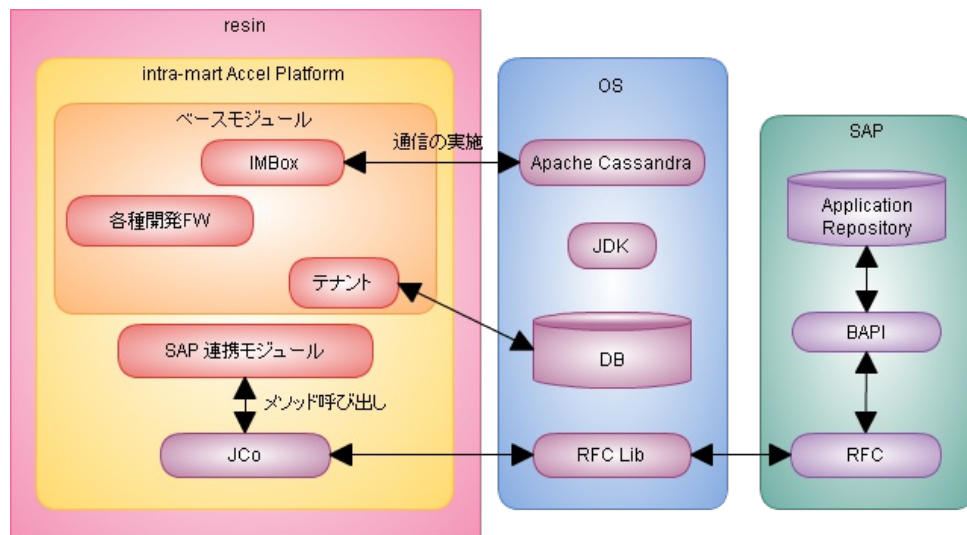 resin
intra-mart Accel Platform
ベースモジュール
IMBox
各種開発FW
テナント
SAP 連携モジュール
メソッド呼び出し
JCo
通信の実施
OS
Apache Cassandra
JDK
DB
RFC Lib
SAP
Application
Repository
BAPI
RFC